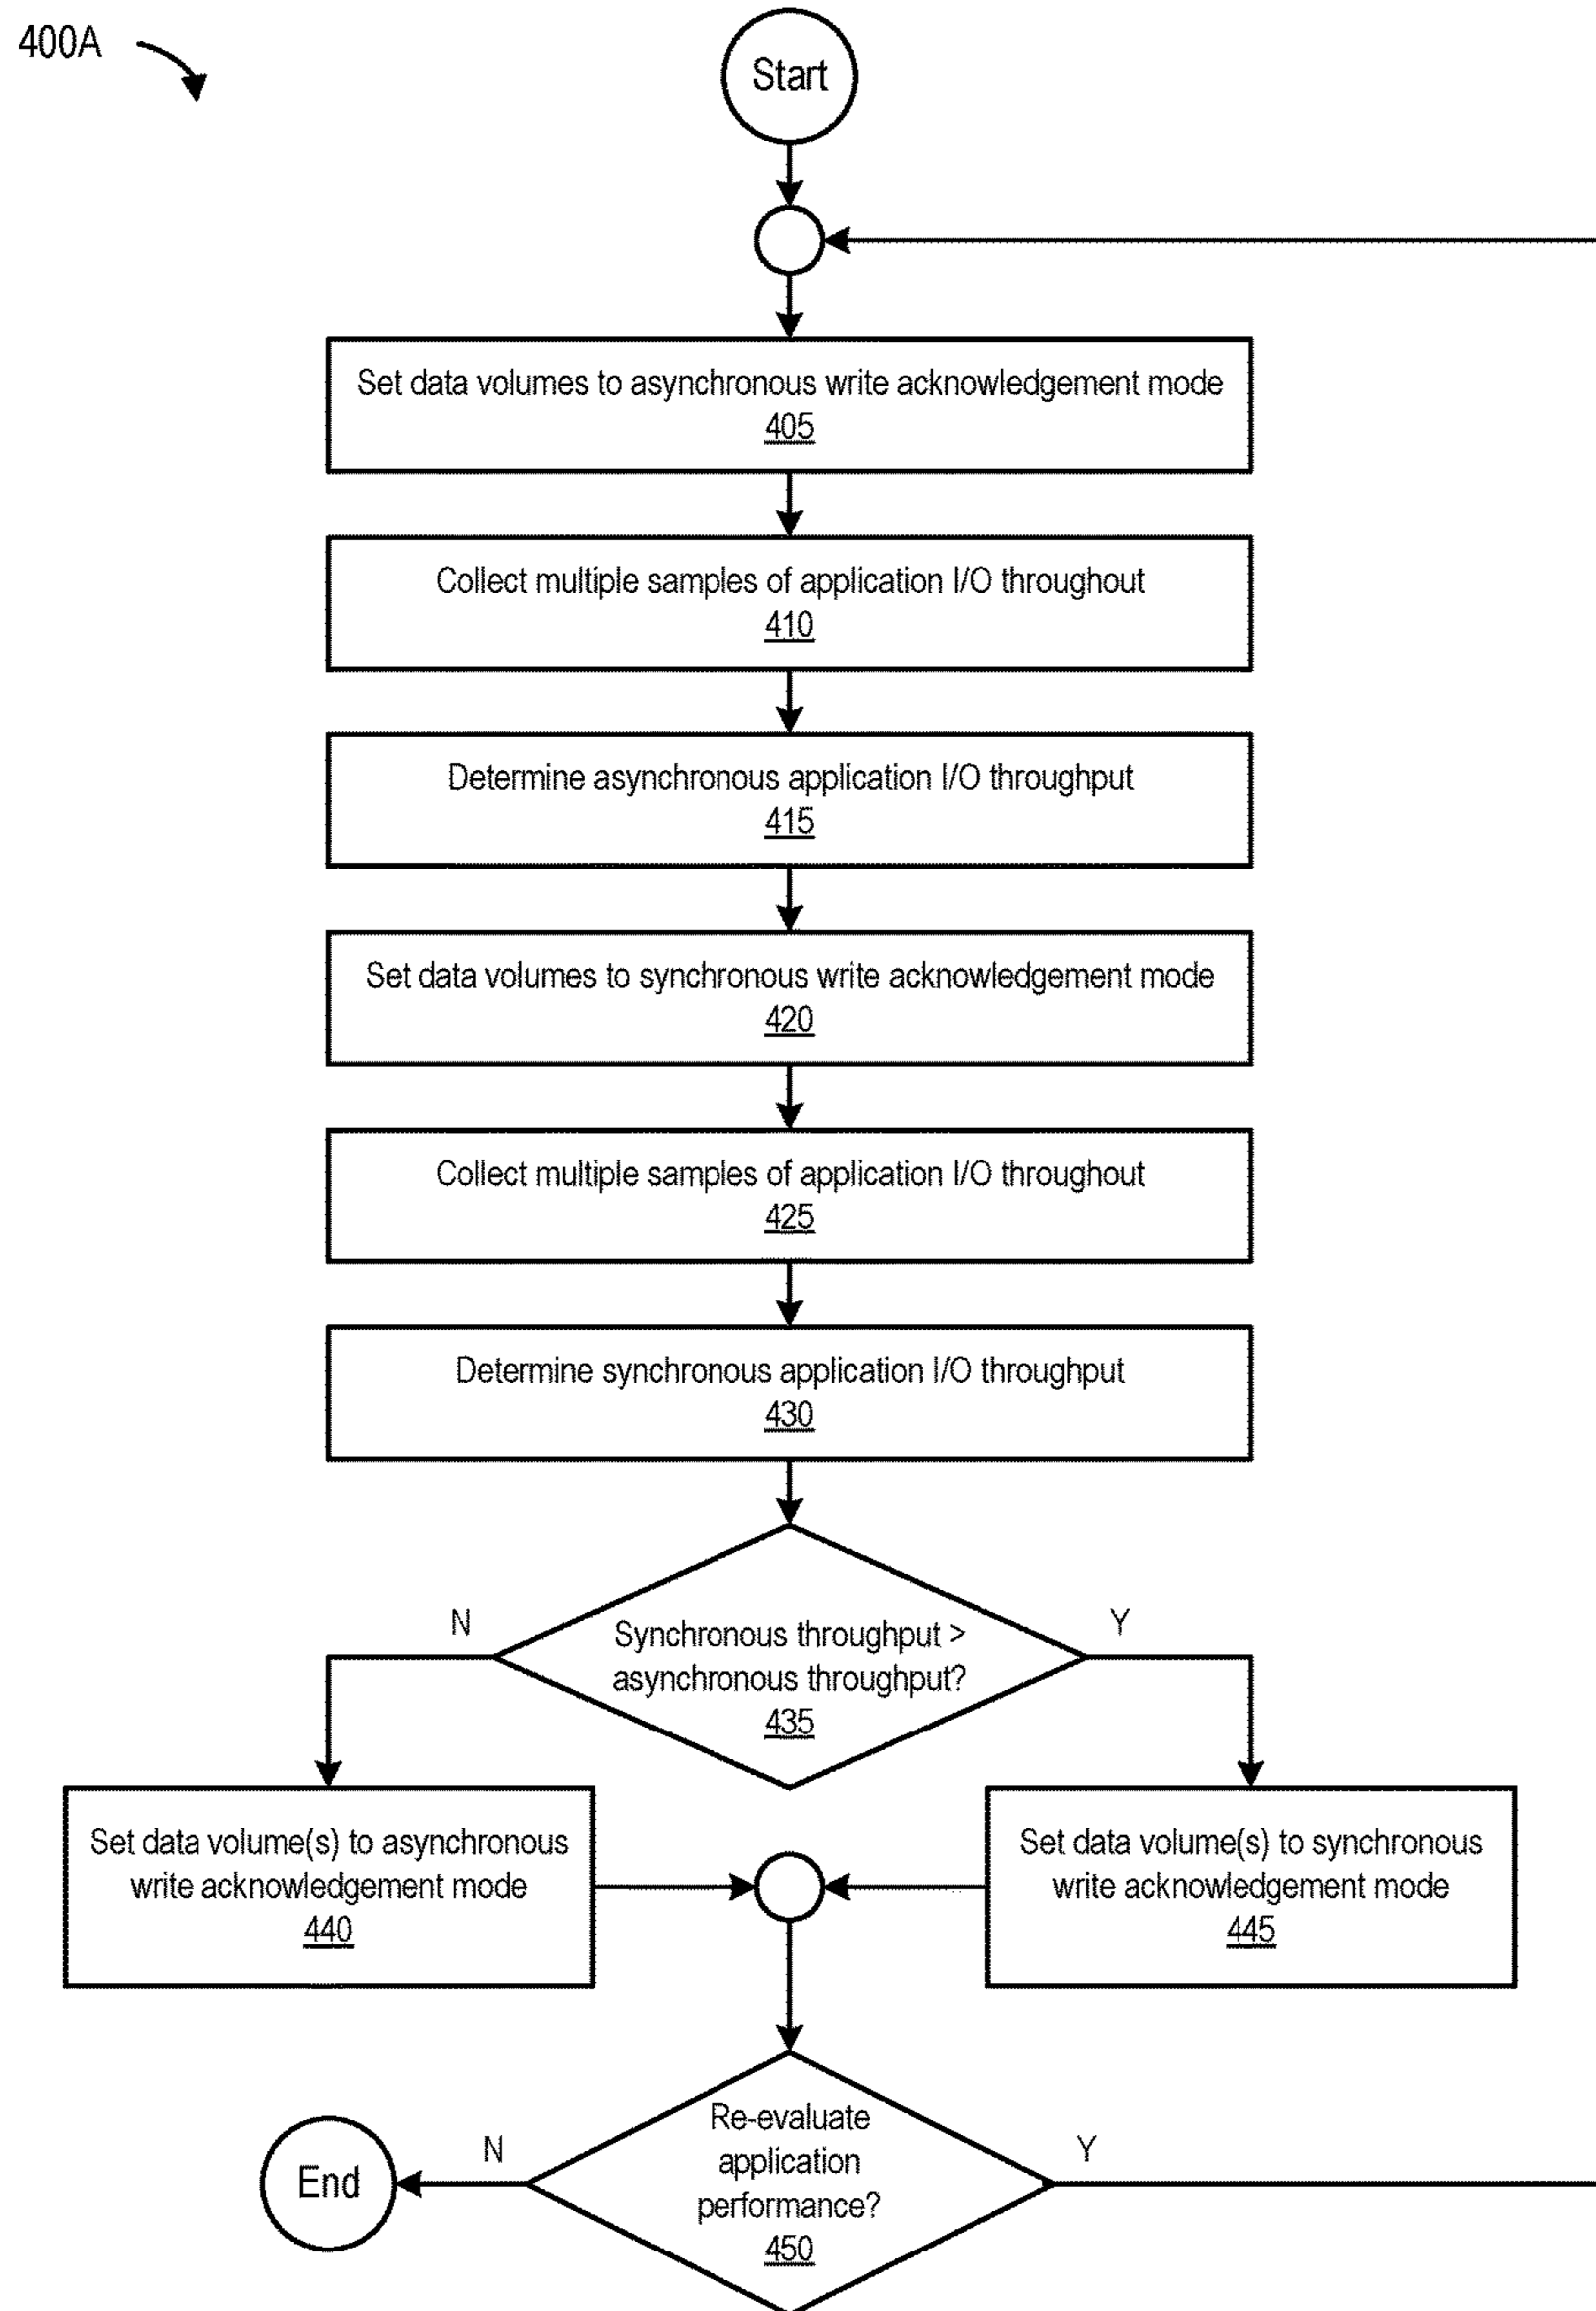 400A
Start
Set data volumes to asynchronous write acknowledgement mode
405
Collect multiple samples of application I/O throughout
410
Determine asynchronous application I/O throughput
415
Set data volumes to synchronous write acknowledgement mode
420
Collect multiple samples of application I/O throughout
425
Determine synchronous application I/O throughput
430
N
Y
Synchronous throughput >
asynchronous throughput?
435
Set data volume(s) to asynchronous
write acknowledgement mode
440
Set data volume(s) to synchronous
write acknowledgement mode
445
Re-evaluate
application
performance?
450
N
Y
End